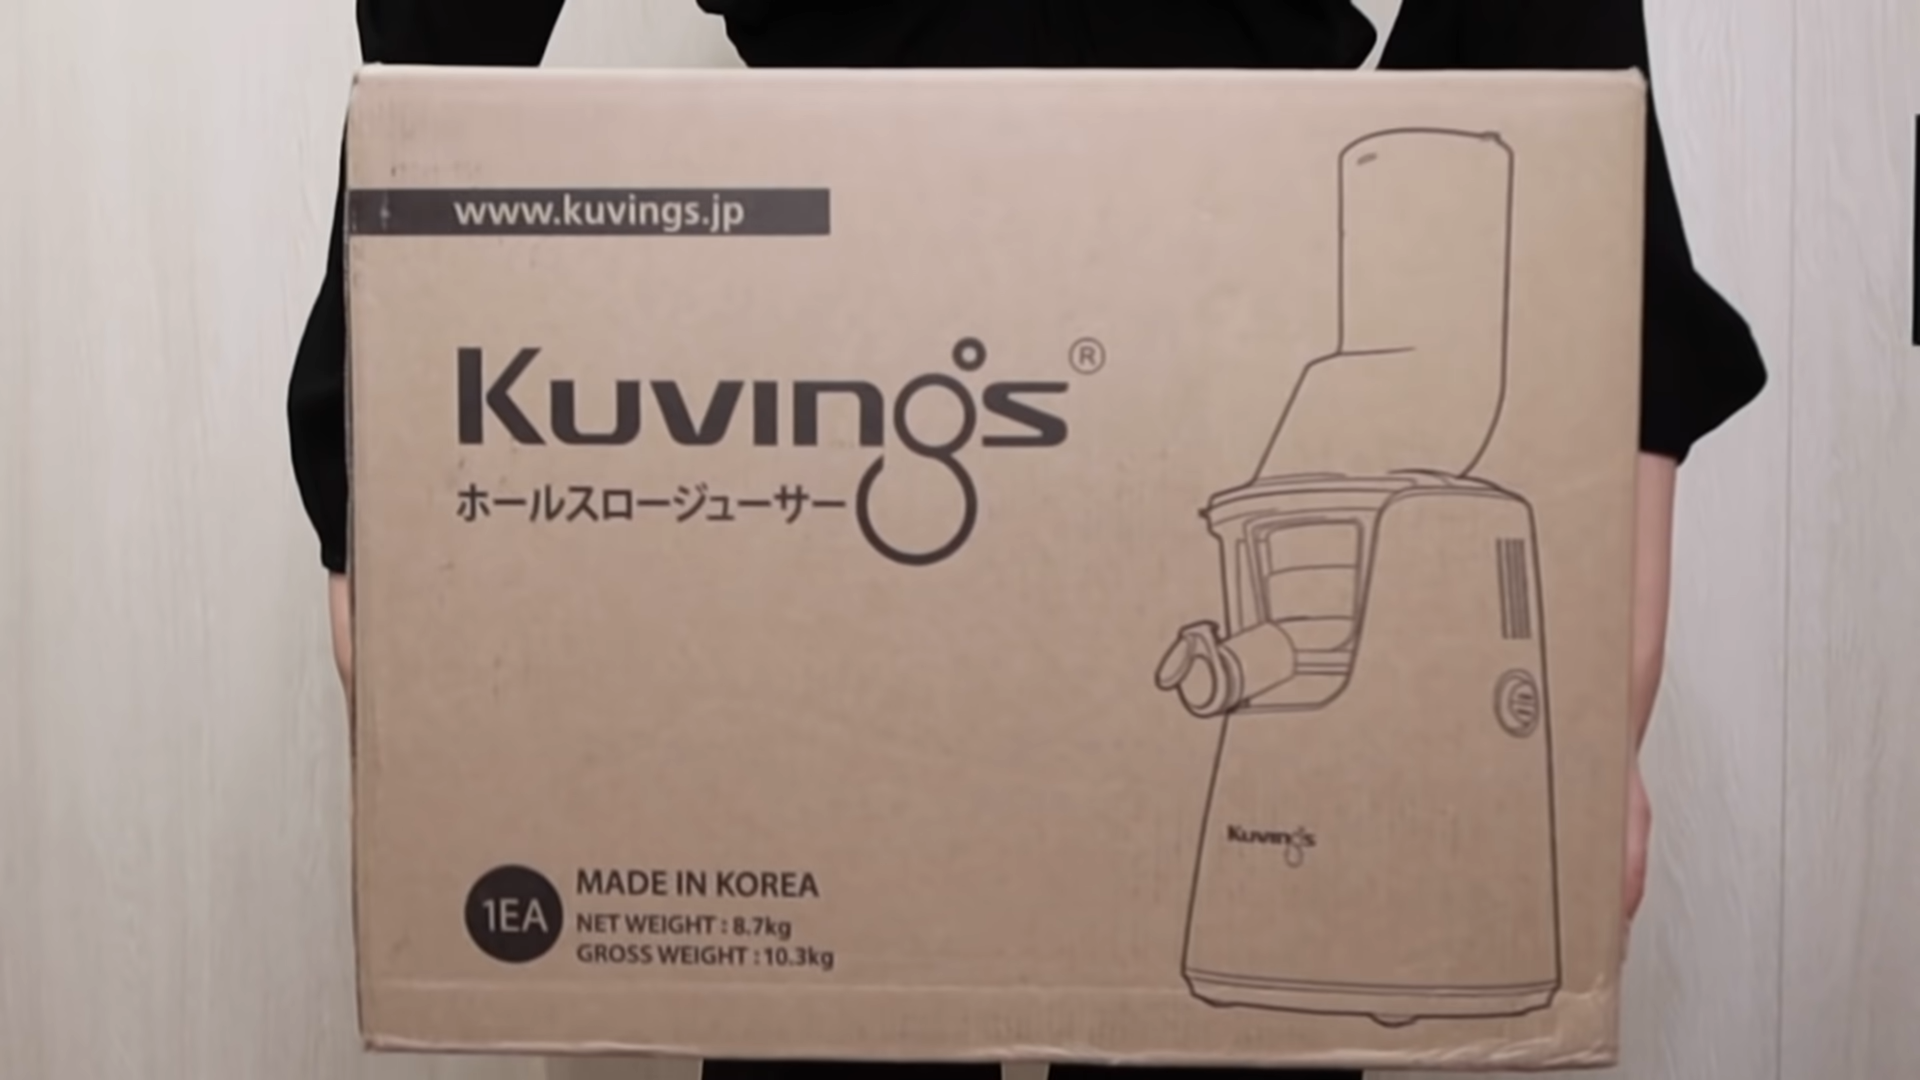 www.kuvings.jp
Kuvings®
ホールスロージューサー
Kuvings
1EA
MADE IN KOREA
NET WEIGHT : 8.7kg
GROSS WEIGHT : 10.3kg